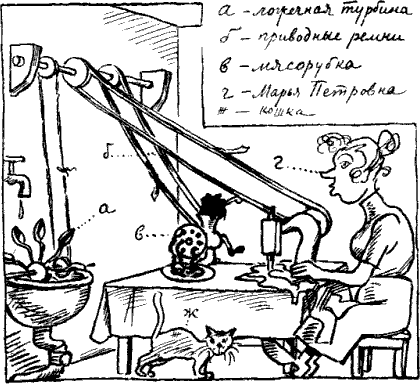 а - ложечная турбина
б - приводные ремни
в - мясорубка
г - Марья Петровна
ж - кошка
г
б
а
в
ж